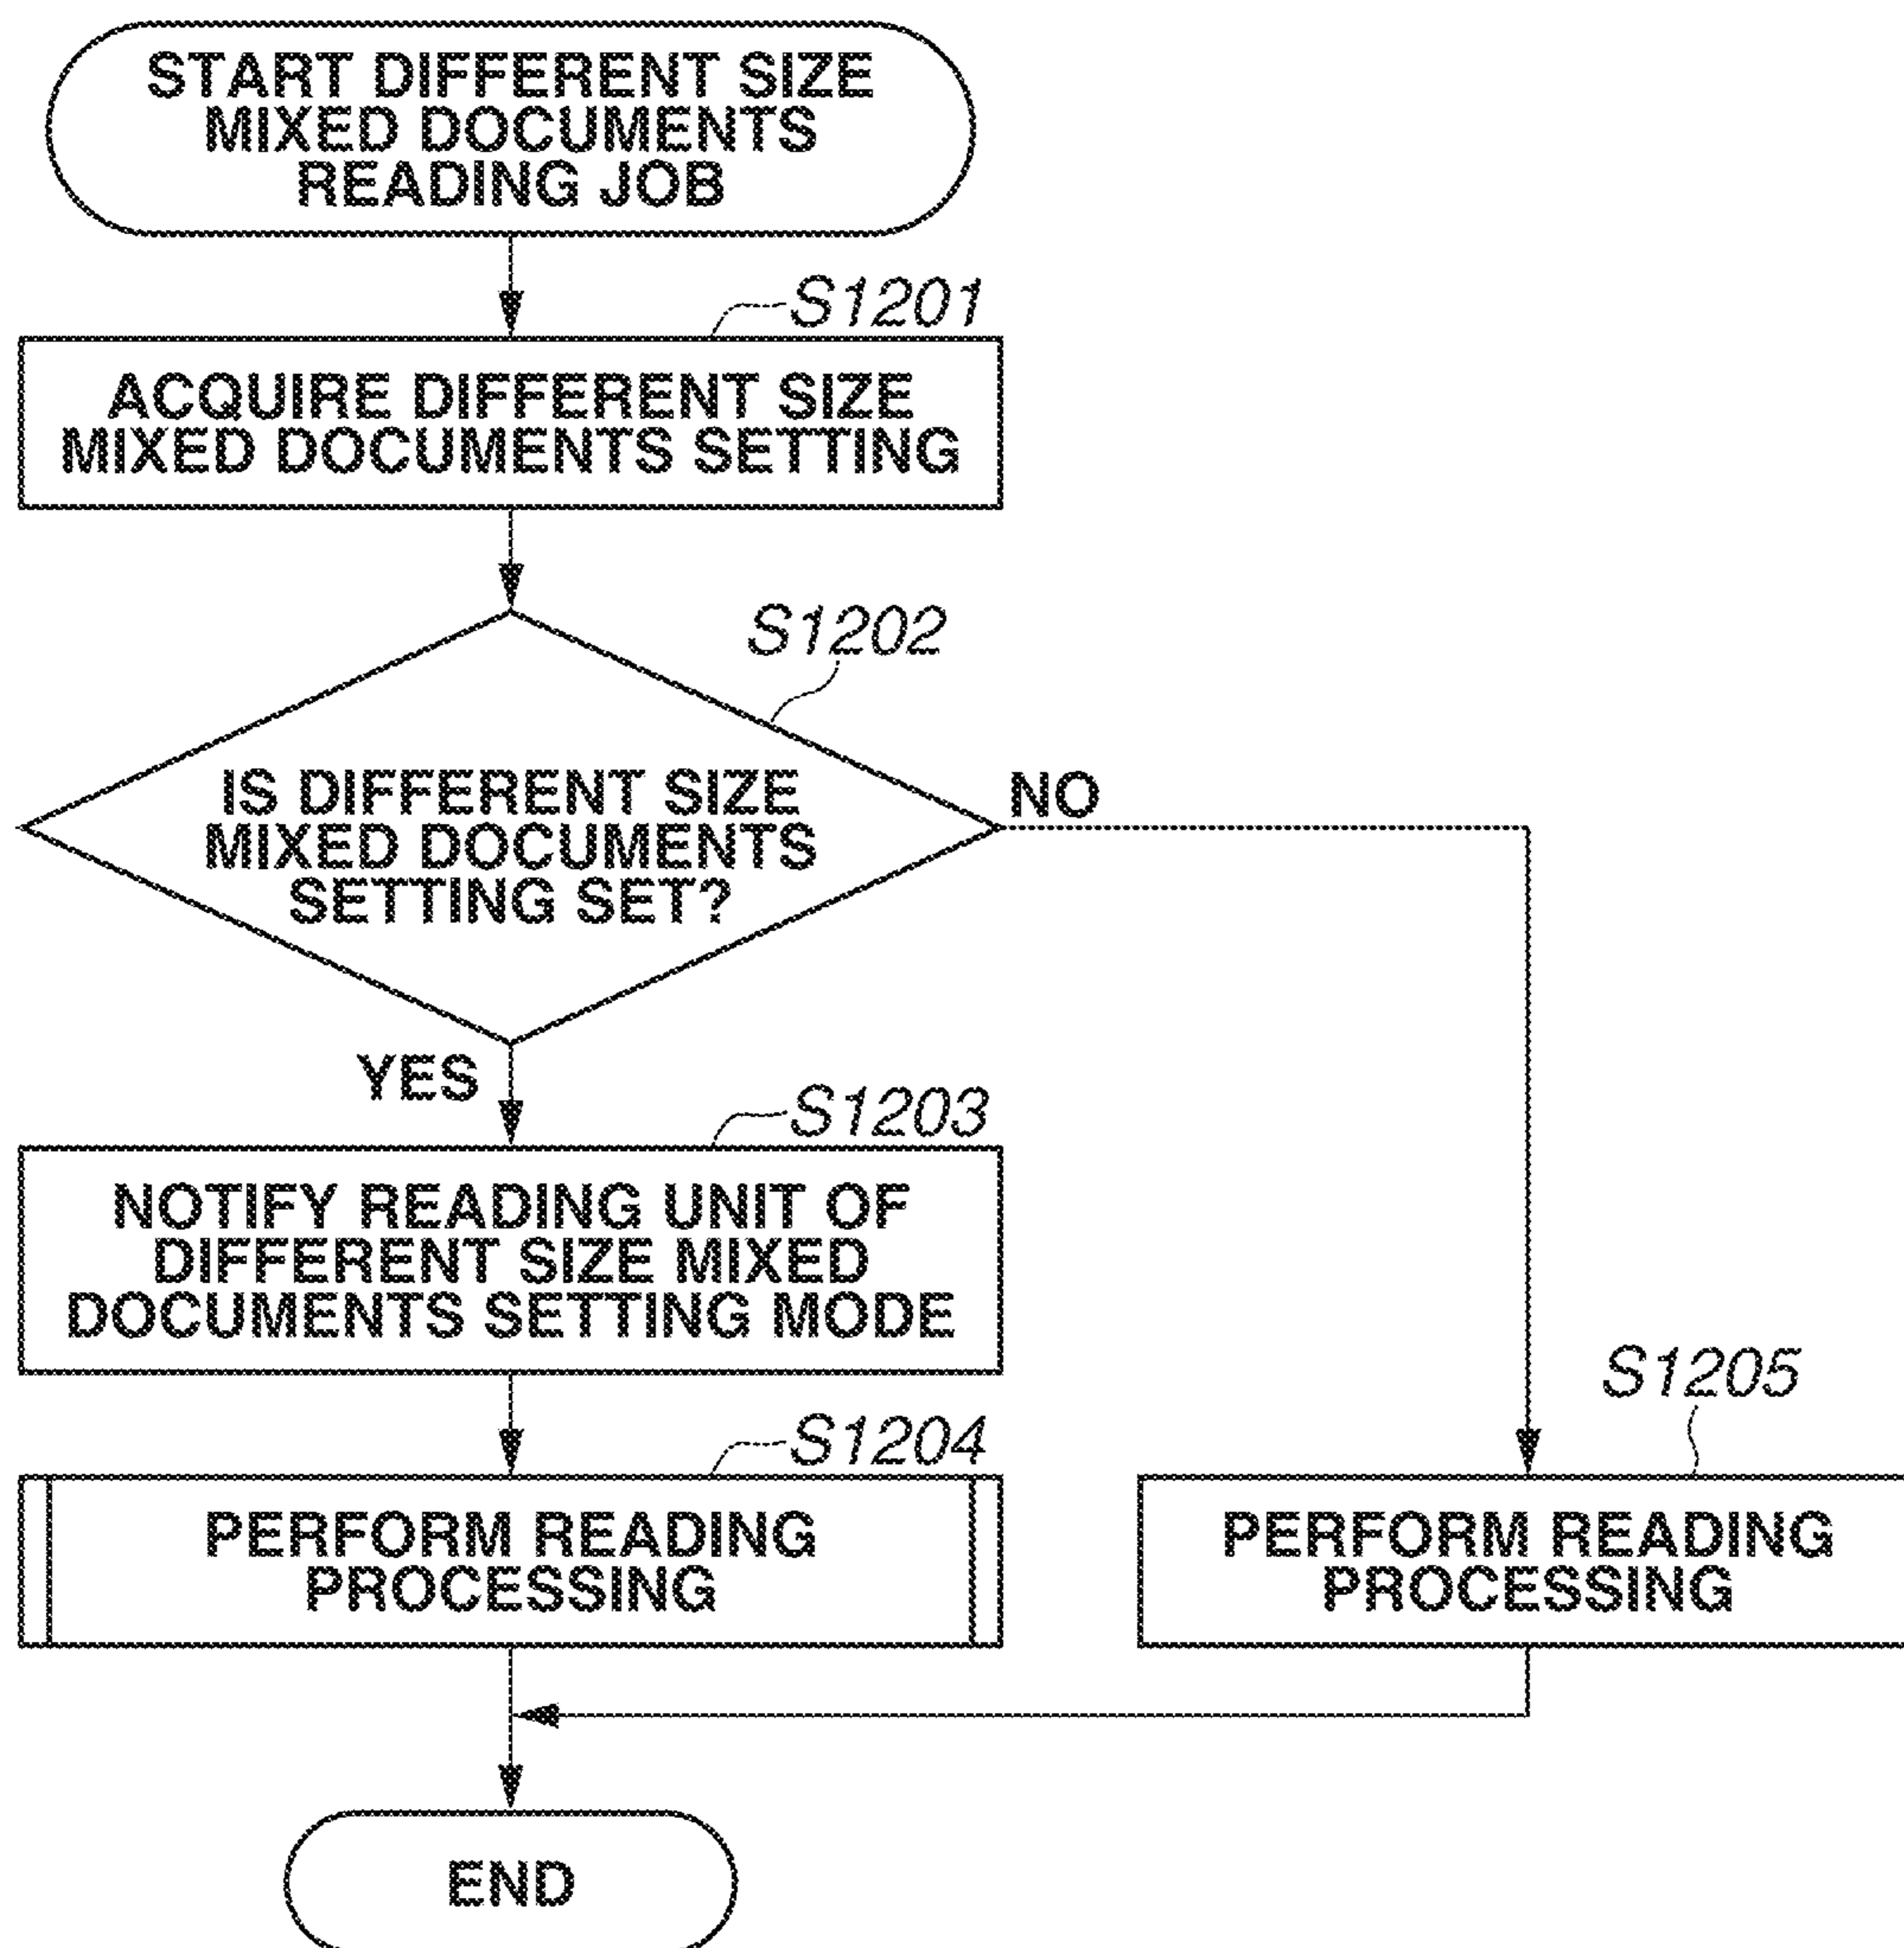 START DIFFERENT SIZE
MIXED DOCUMENTS
READING JOB
S1201
ACQUIRE DIFFERENT SIZE
MIXED DOCUMENTS SETTING
S1202
IS DIFFERENT SIZE
MIXED DOCUMENTS
SETTING SET?
NO
YES
S1203
NOTIFY READING UNIT OF
DIFFERENT SIZE MIXED
DOCUMENTS SETTING MODE
S1204
PERFORM READING
PROCESSING
S1205
PERFORM READING
PROCESSING
END